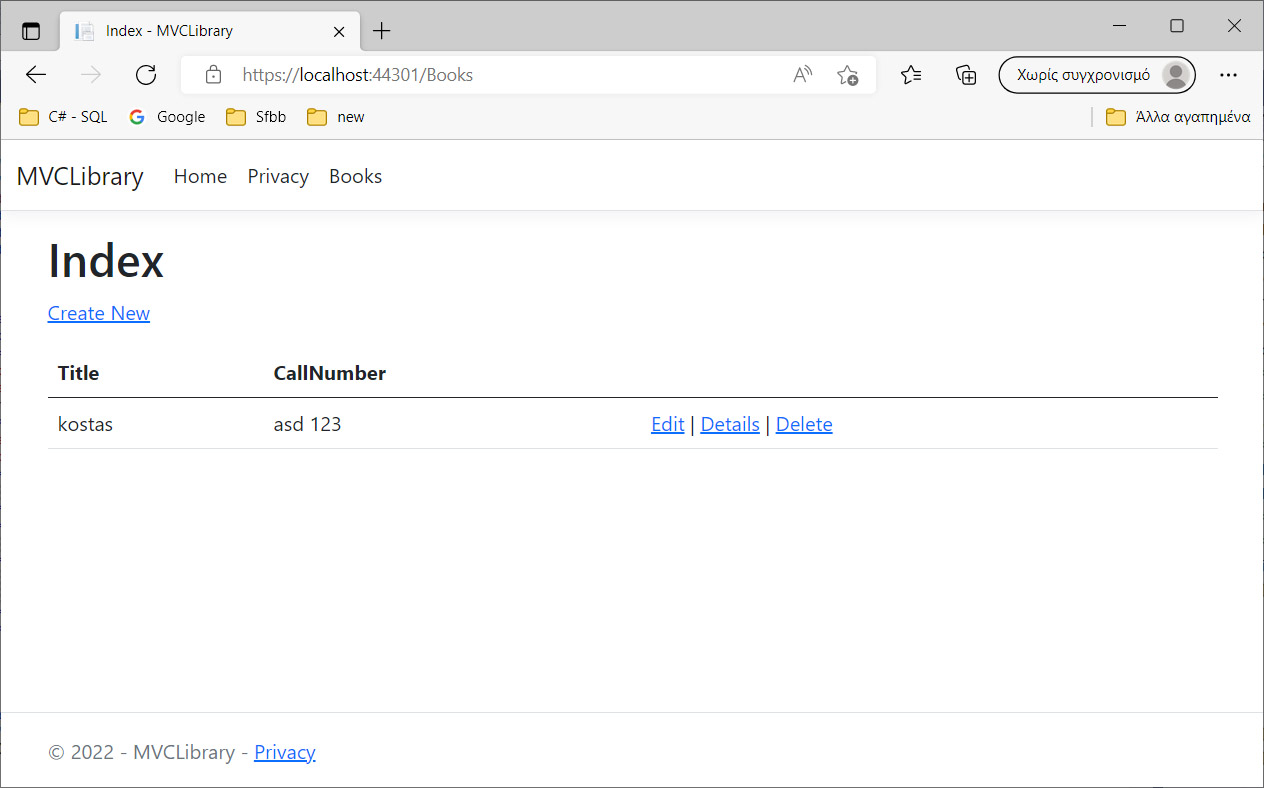 Index - MVCLibrary
https://localhost:44301/Books
Χωρίς συγχρονισμό
C# - SQL Google Sfbb new Άλλα αγαπημένα
MVCLibrary Home Privacy Books
Index
Create New
Title CallNumber
kostas asd 123 Edit | Details | Delete
© 2022 - MVCLibrary - Privacy